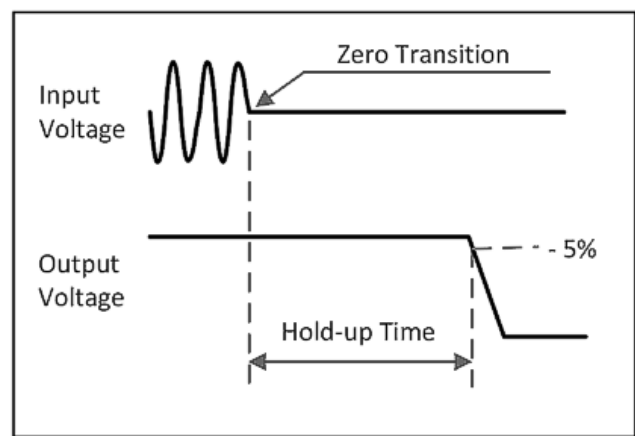 Zero Transition
Input
Voltage
Output
Voltage
- 5%
Hold-up Time